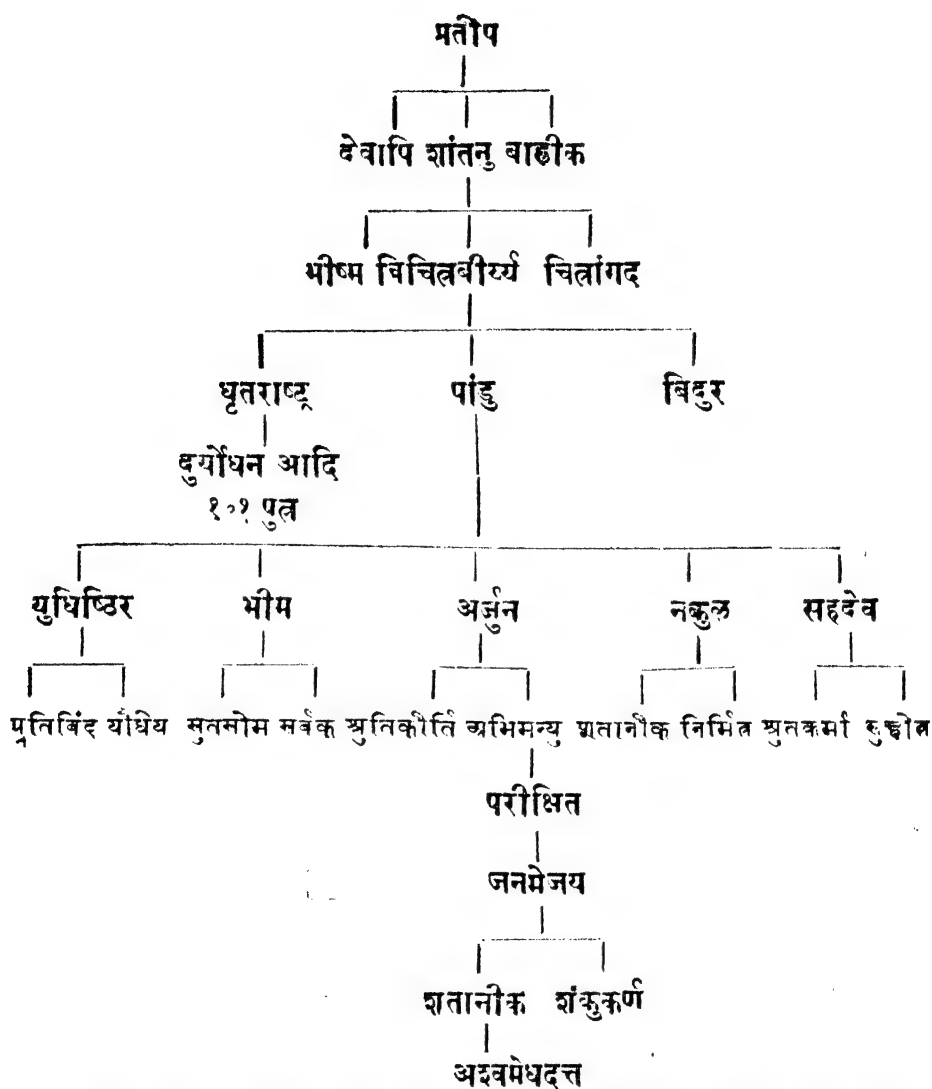 प्रतीप
देवापि शांतनु बाह्लीक
भीष्म विचित्रबीर्य्य चित्रांगद
धृतराष्ट्र पांडु बिदुर
दुर्योधन आदि
१०१ पुत्र
युधिष्ठिर भीम अर्जुन नकुल सहदेव
प्रतिबिंद यौधेय सुतसोम सर्वक श्रुतिकीर्ति अभिमन्यु शतानीक निर्मित्र श्रुतकर्मा सुहोत्र
परीक्षित
जनमेजय
शतानीक शंकुकर्ण
अश्वमेधदत्त